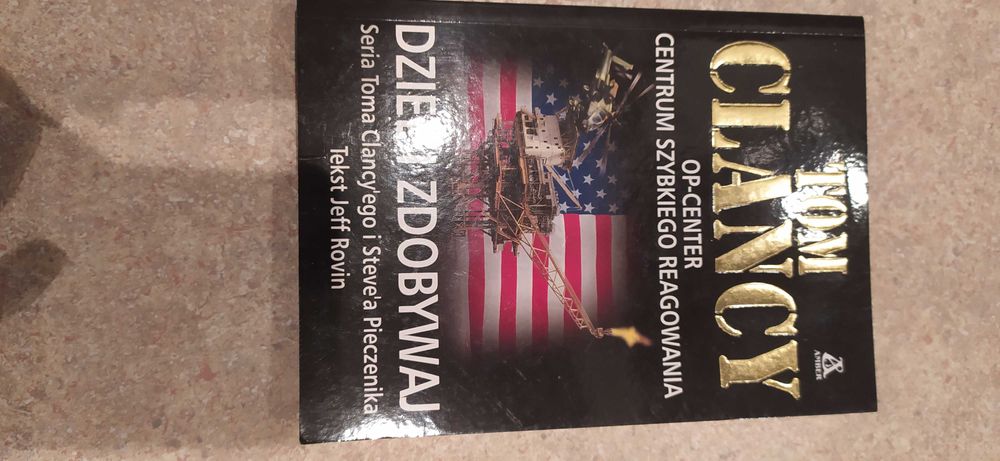 TOM
CLANCY
AMBER
OP-CENTER
CENTRUM SZYBKIEGO REAGOWANIA
DZIEL I ZDOBYWAJ
Seria Toma Clancy'ego i Steve'a Pieczenika
Tekst Jeff Rovin